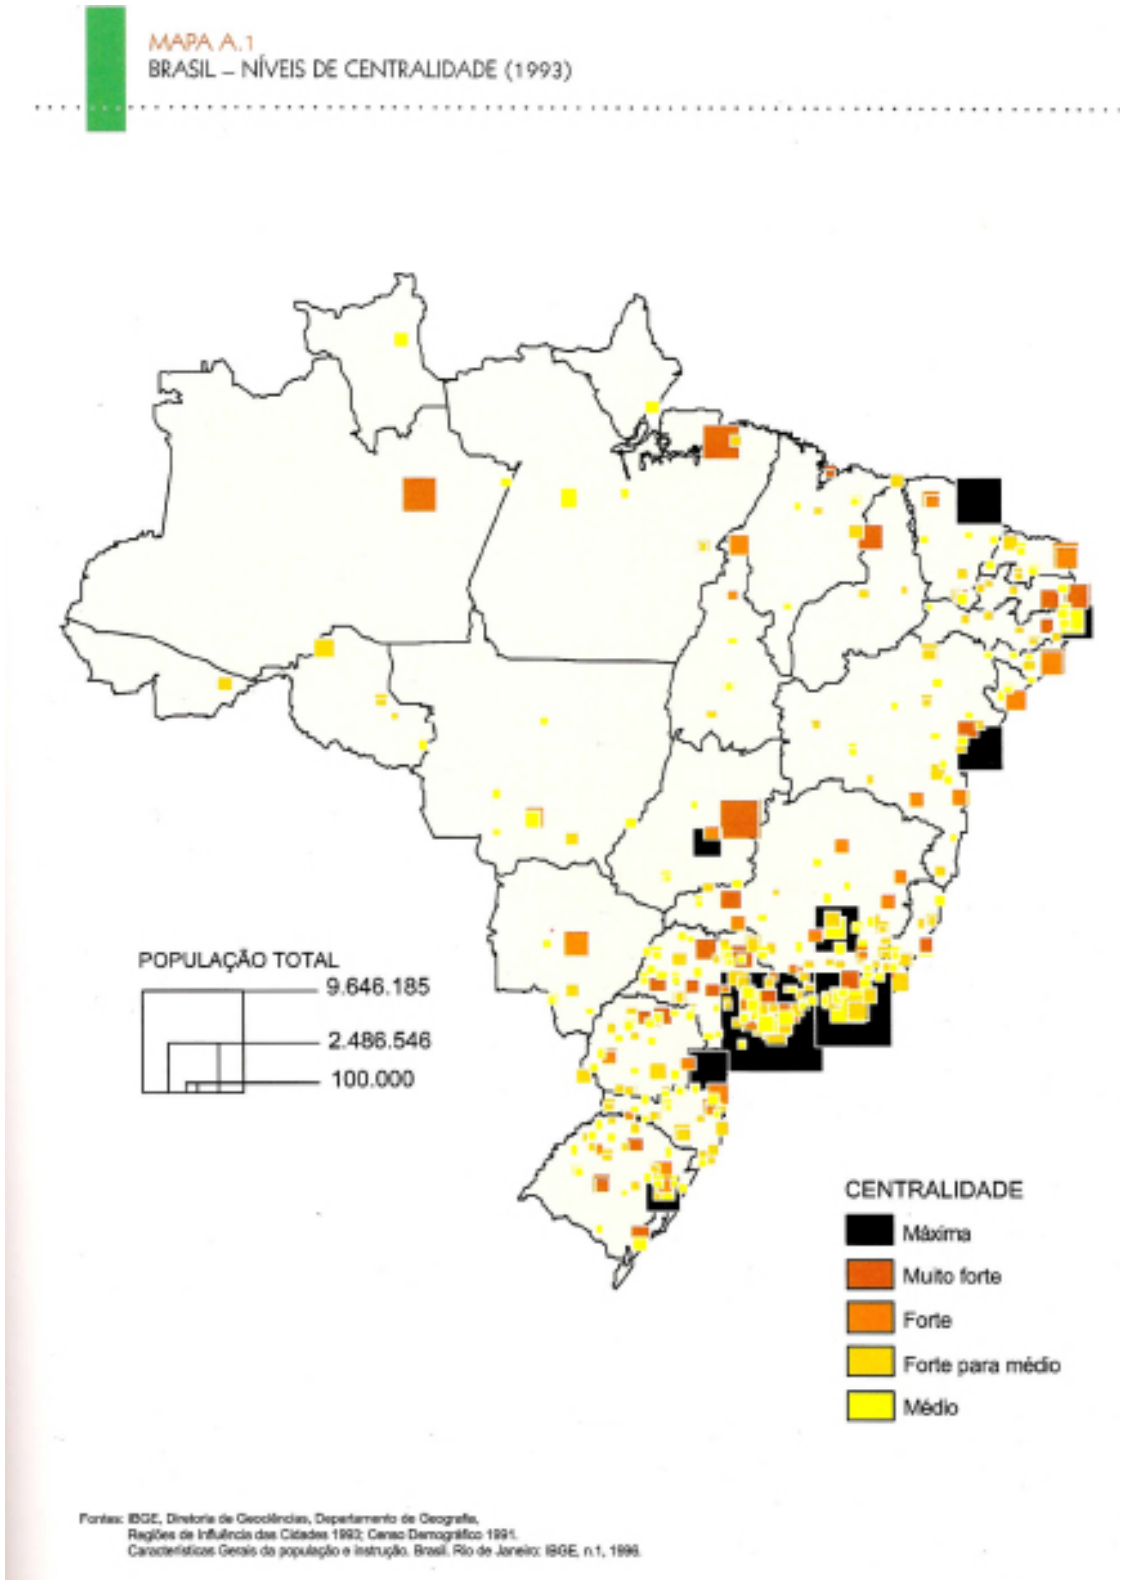 MAPA A.1
BRASIL – NÍVEIS DE CENTRALIDADE (1993)
POPULAÇÃO TOTAL
9.646.185
2.486.546
100.000
CENTRALIDADE
Máxima
Muito forte
Forte
Forte para médio
Médio
Fontes: IBGE, Diretoria de Geociências, Departamento de Geografia,
Regiões de Influência das Cidades 1993; Censo Demográfico 1991.
Características Gerais da população e instrução. Brasil. Rio de Janeiro: IBGE, n.1, 1996.